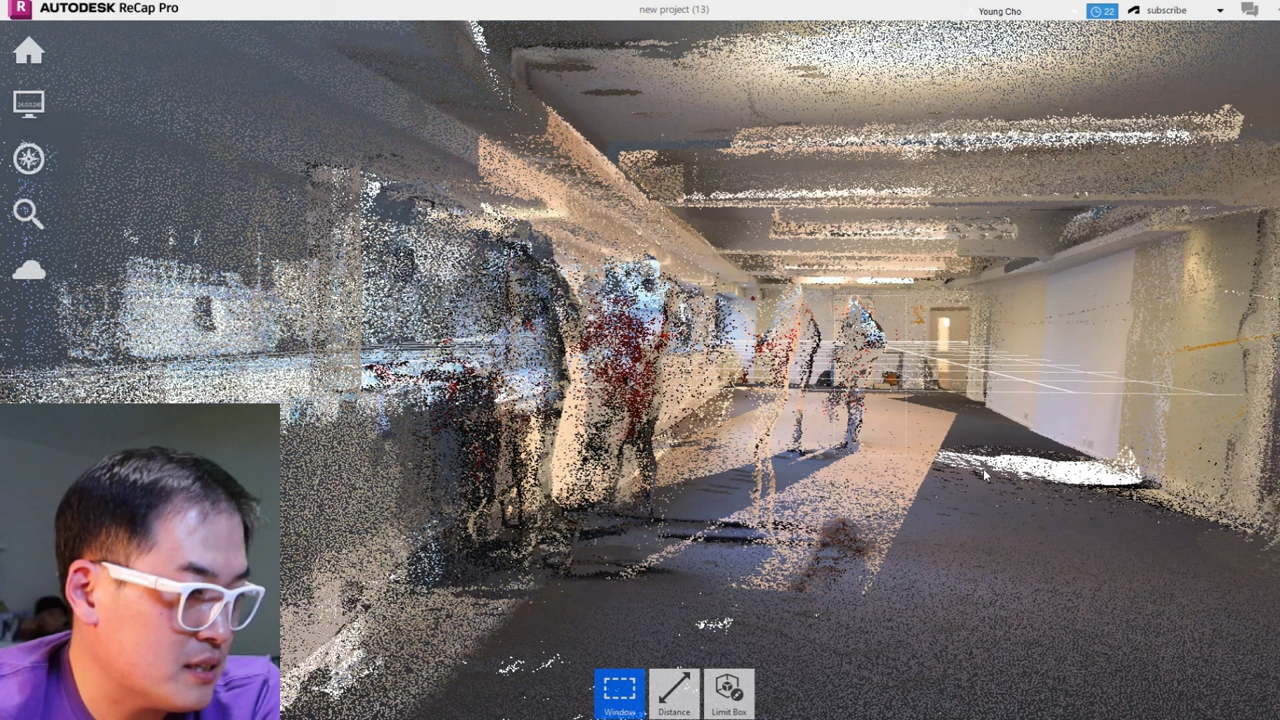 R AUTODESK ReCap Pro
new project (13)
Young Cho
22
subscribe
Window
Distance
Limit Box